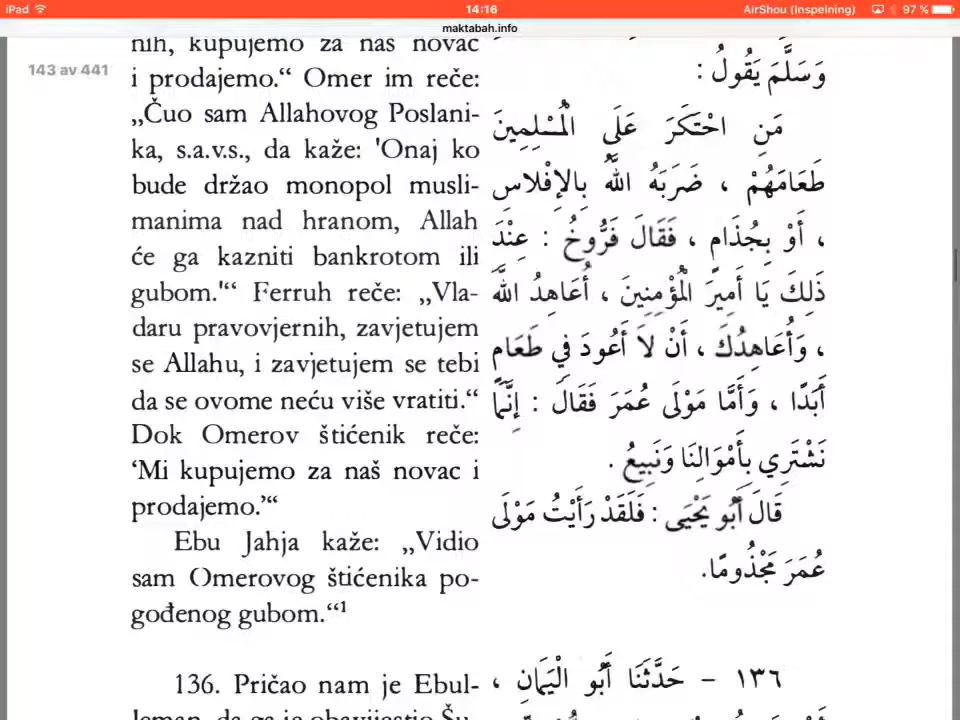 iPad 14:16 AirShou (Inspelning) 97 %
maktabah.info
143 av 441
nih, kupujemo za naš novac
i prodajemo.“ Omer im reče:
„Čuo sam Allahovog Poslani-
ka, s.a.v.s., da kaže: 'Onaj ko
bude držao monopol musli-
manima nad hranom, Allah
će ga kazniti bankrotom ili
gubom.'“ Ferruh reče: „Vla-
daru pravovjernih, zavjetujem
se Allahu, i zavjetujem se tebi
da se ovome neću više vratiti.“
Dok Omerov štićenik reče:
‘Mi kupujemo za naš novac i
prodajemo.’“
Ebu Jahja kaže: „Vidio
sam Omerovog štićenika po-
gođenog gubom.“¹
136. Pričao nam je Ebul-
وَسَلَّمَ يَقُولُ :
مَنِ احْتَكَرَ عَلَى الْمُسْلِمِينَ
طَعَامَهُمْ ، ضَرَبَهُ اللهُ بِالإِفْلاسِ
، أَوْ بِجُذَامٍ ، فَقَالَ فَرُّوخُ : عِنْدَ
ذَلِكَ يَا أَمِيرَ الْمُؤْمِنِينَ ، أُعَاهِدُ اللهَ
، وَأُعَاهِدُكَ ، أَنْ لاَ أَعُودَ فِي طَعَامٍ
أَبَدًا ، وَأَمَّا مَوْلَى عُمَرَ فَقَالَ : إِنَّمَا
نَشْتَرِي بِأَمْوَالِنَا وَنَبِيعُ .
قَالَ أَبُو يَحْيَى : فَلَقَدْ رَأَيْتُ مَوْلَى
عُمَرَ مَجْذُومًا.
١٣٦ – حَدَّثَنَا أَبُو الْيَمَانِ ،